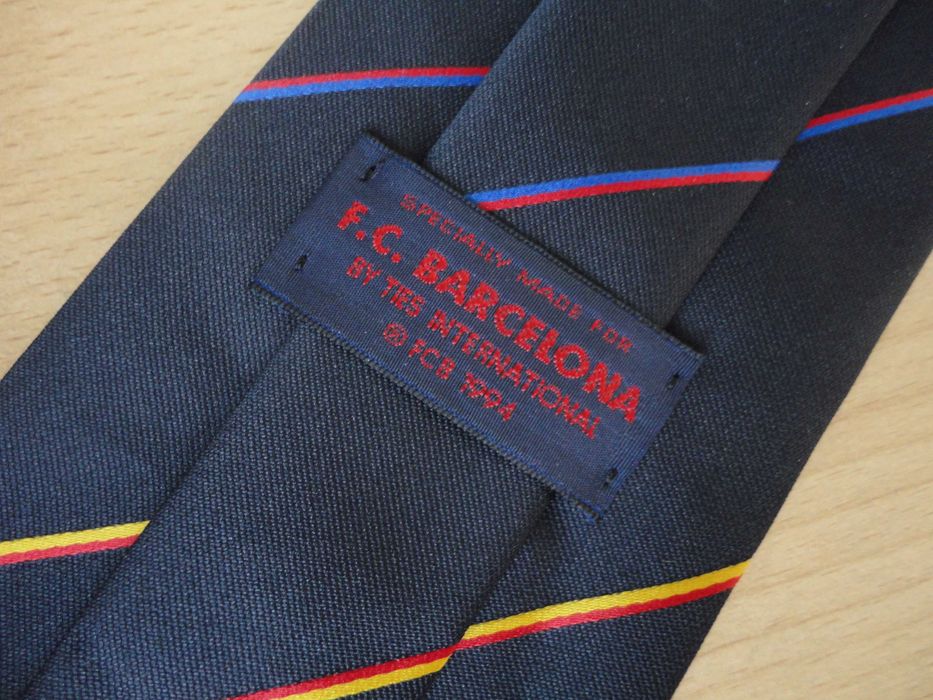 SPECIALLY MADE FOR
F.C. BARCELONA
BY TIES INTERNATIONAL
© FCB 1994